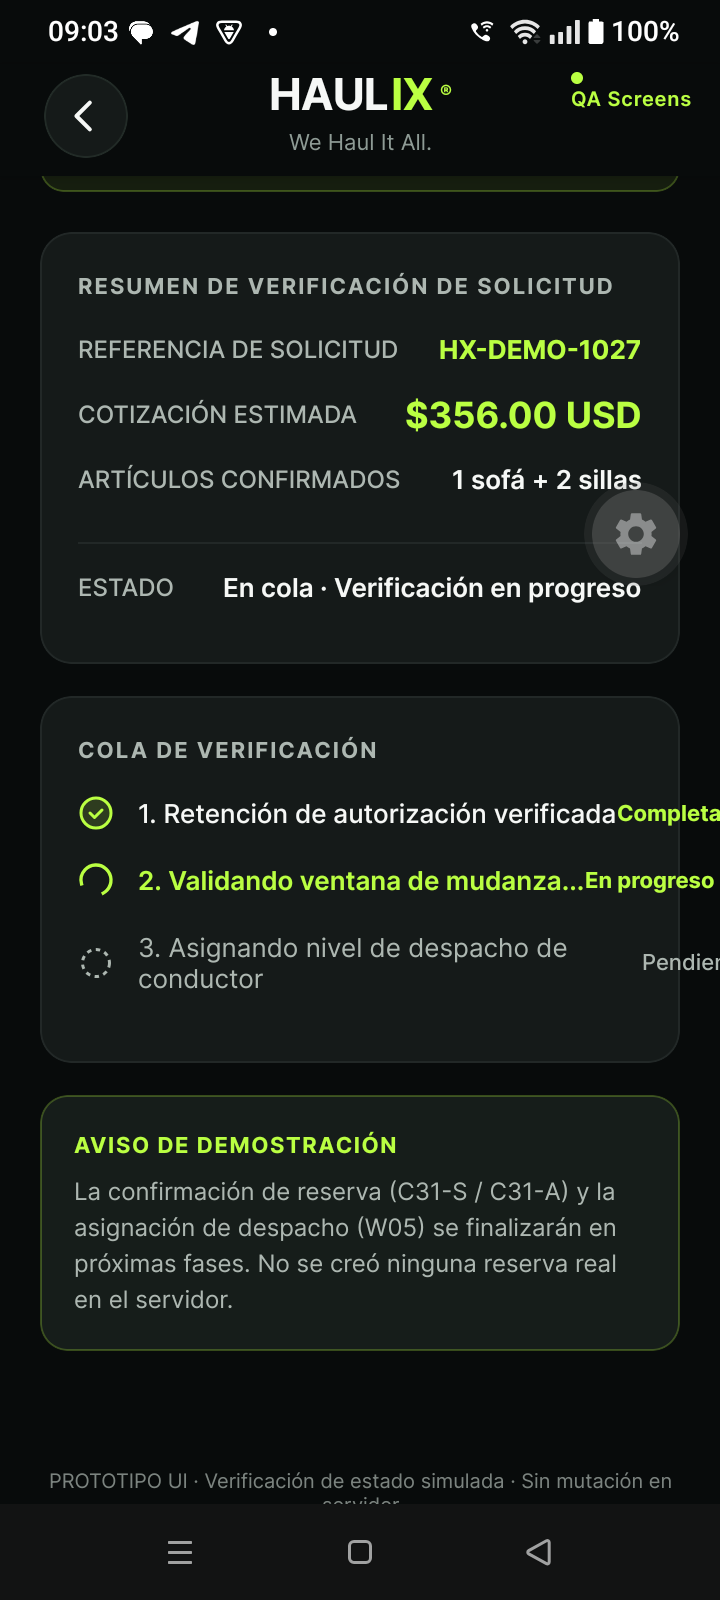 09:03
100%
HAULIX ®
QA Screens
We Haul It All.
RESUMEN DE VERIFICACIÓN DE SOLICITUD
REFERENCIA DE SOLICITUD HX-DEMO-1027
COTIZACIÓN ESTIMADA $356.00 USD
ARTÍCULOS CONFIRMADOS 1 sofá + 2 sillas
ESTADO En cola · Verificación en progreso
COLA DE VERIFICACIÓN
1. Retención de autorización verificada Completa
2. Validando ventana de mudanza... En progreso
3. Asignando nivel de despacho de
conductor
AVISO DE DEMOSTRACIÓN
La confirmación de reserva (C31-S / C31-A) y la
asignación de despacho (W05) se finalizarán en
próximas fases. No se creó ninguna reserva real
en el servidor.
PROTOTIPO UI · Verificación de estado simulada · Sin mutación en
servidor